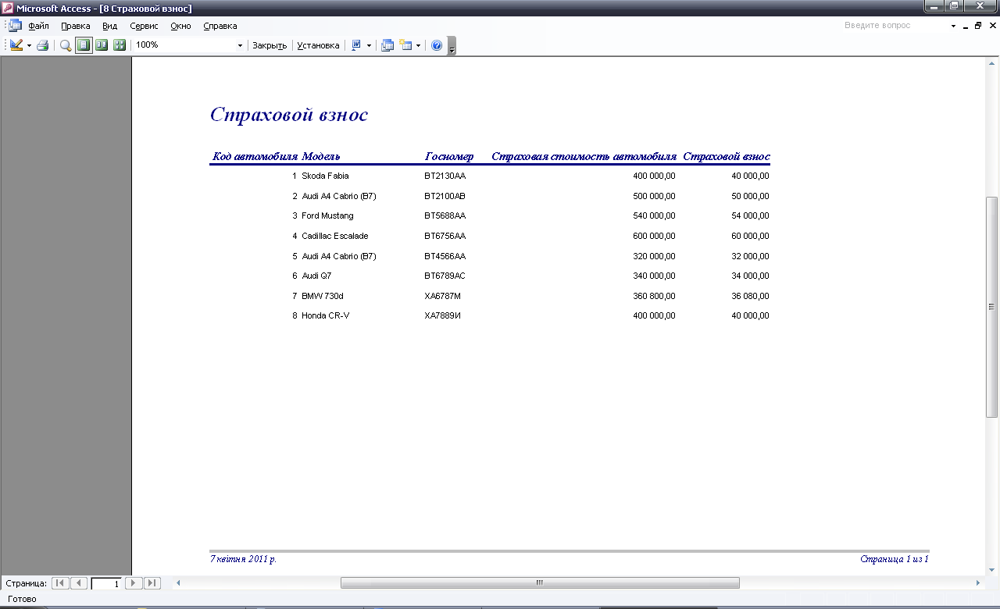 Microsoft Access - [8 Страховой взнос]
Файл Правка Вид Сервис Окно Справка Введите вопрос
100% Закрыть Установка
Страховой взнос
Код автомобиля Модель Госномер Страховая стоимость автомобиля Страховой взнос
1 Skoda Fabia BT2130AA 400 000,00 40 000,00
2 Audi A4 Cabrio (B7) BT2100AB 500 000,00 50 000,00
3 Ford Mustang BT5688AA 540 000,00 54 000,00
4 Cadillac Escalade BT6756AA 600 000,00 60 000,00
5 Audi A4 Cabrio (B7) BT4566AA 320 000,00 32 000,00
6 Audi Q7 BT6789AC 340 000,00 34 000,00
7 BMW 730d ХА6787М 360 800,00 36 080,00
8 Honda CR-V ХА7889И 400 000,00 40 000,00
7 квітня 2011 р. Страница 1 из 1
Страница: 1
Готово